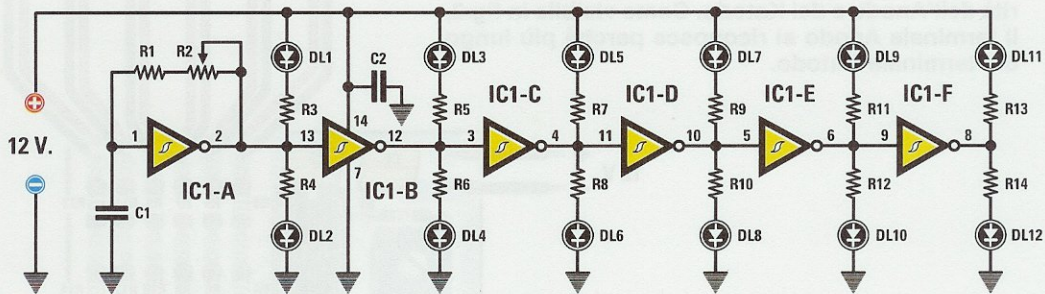 DL1 DL3 DL5 DL7 DL9 DL11
R1 R2 C2
R3 R5 IC1-C R7 IC1-D R9 IC1-E R11 IC1-F R13
12 V. 1 2 13 14 12 3 4 11 10 5 6 9 8
7
IC1-A R4 IC1-B R6 R8 R10 R12 R14
C1
DL2 DL4 DL6 DL8 DL10 DL12